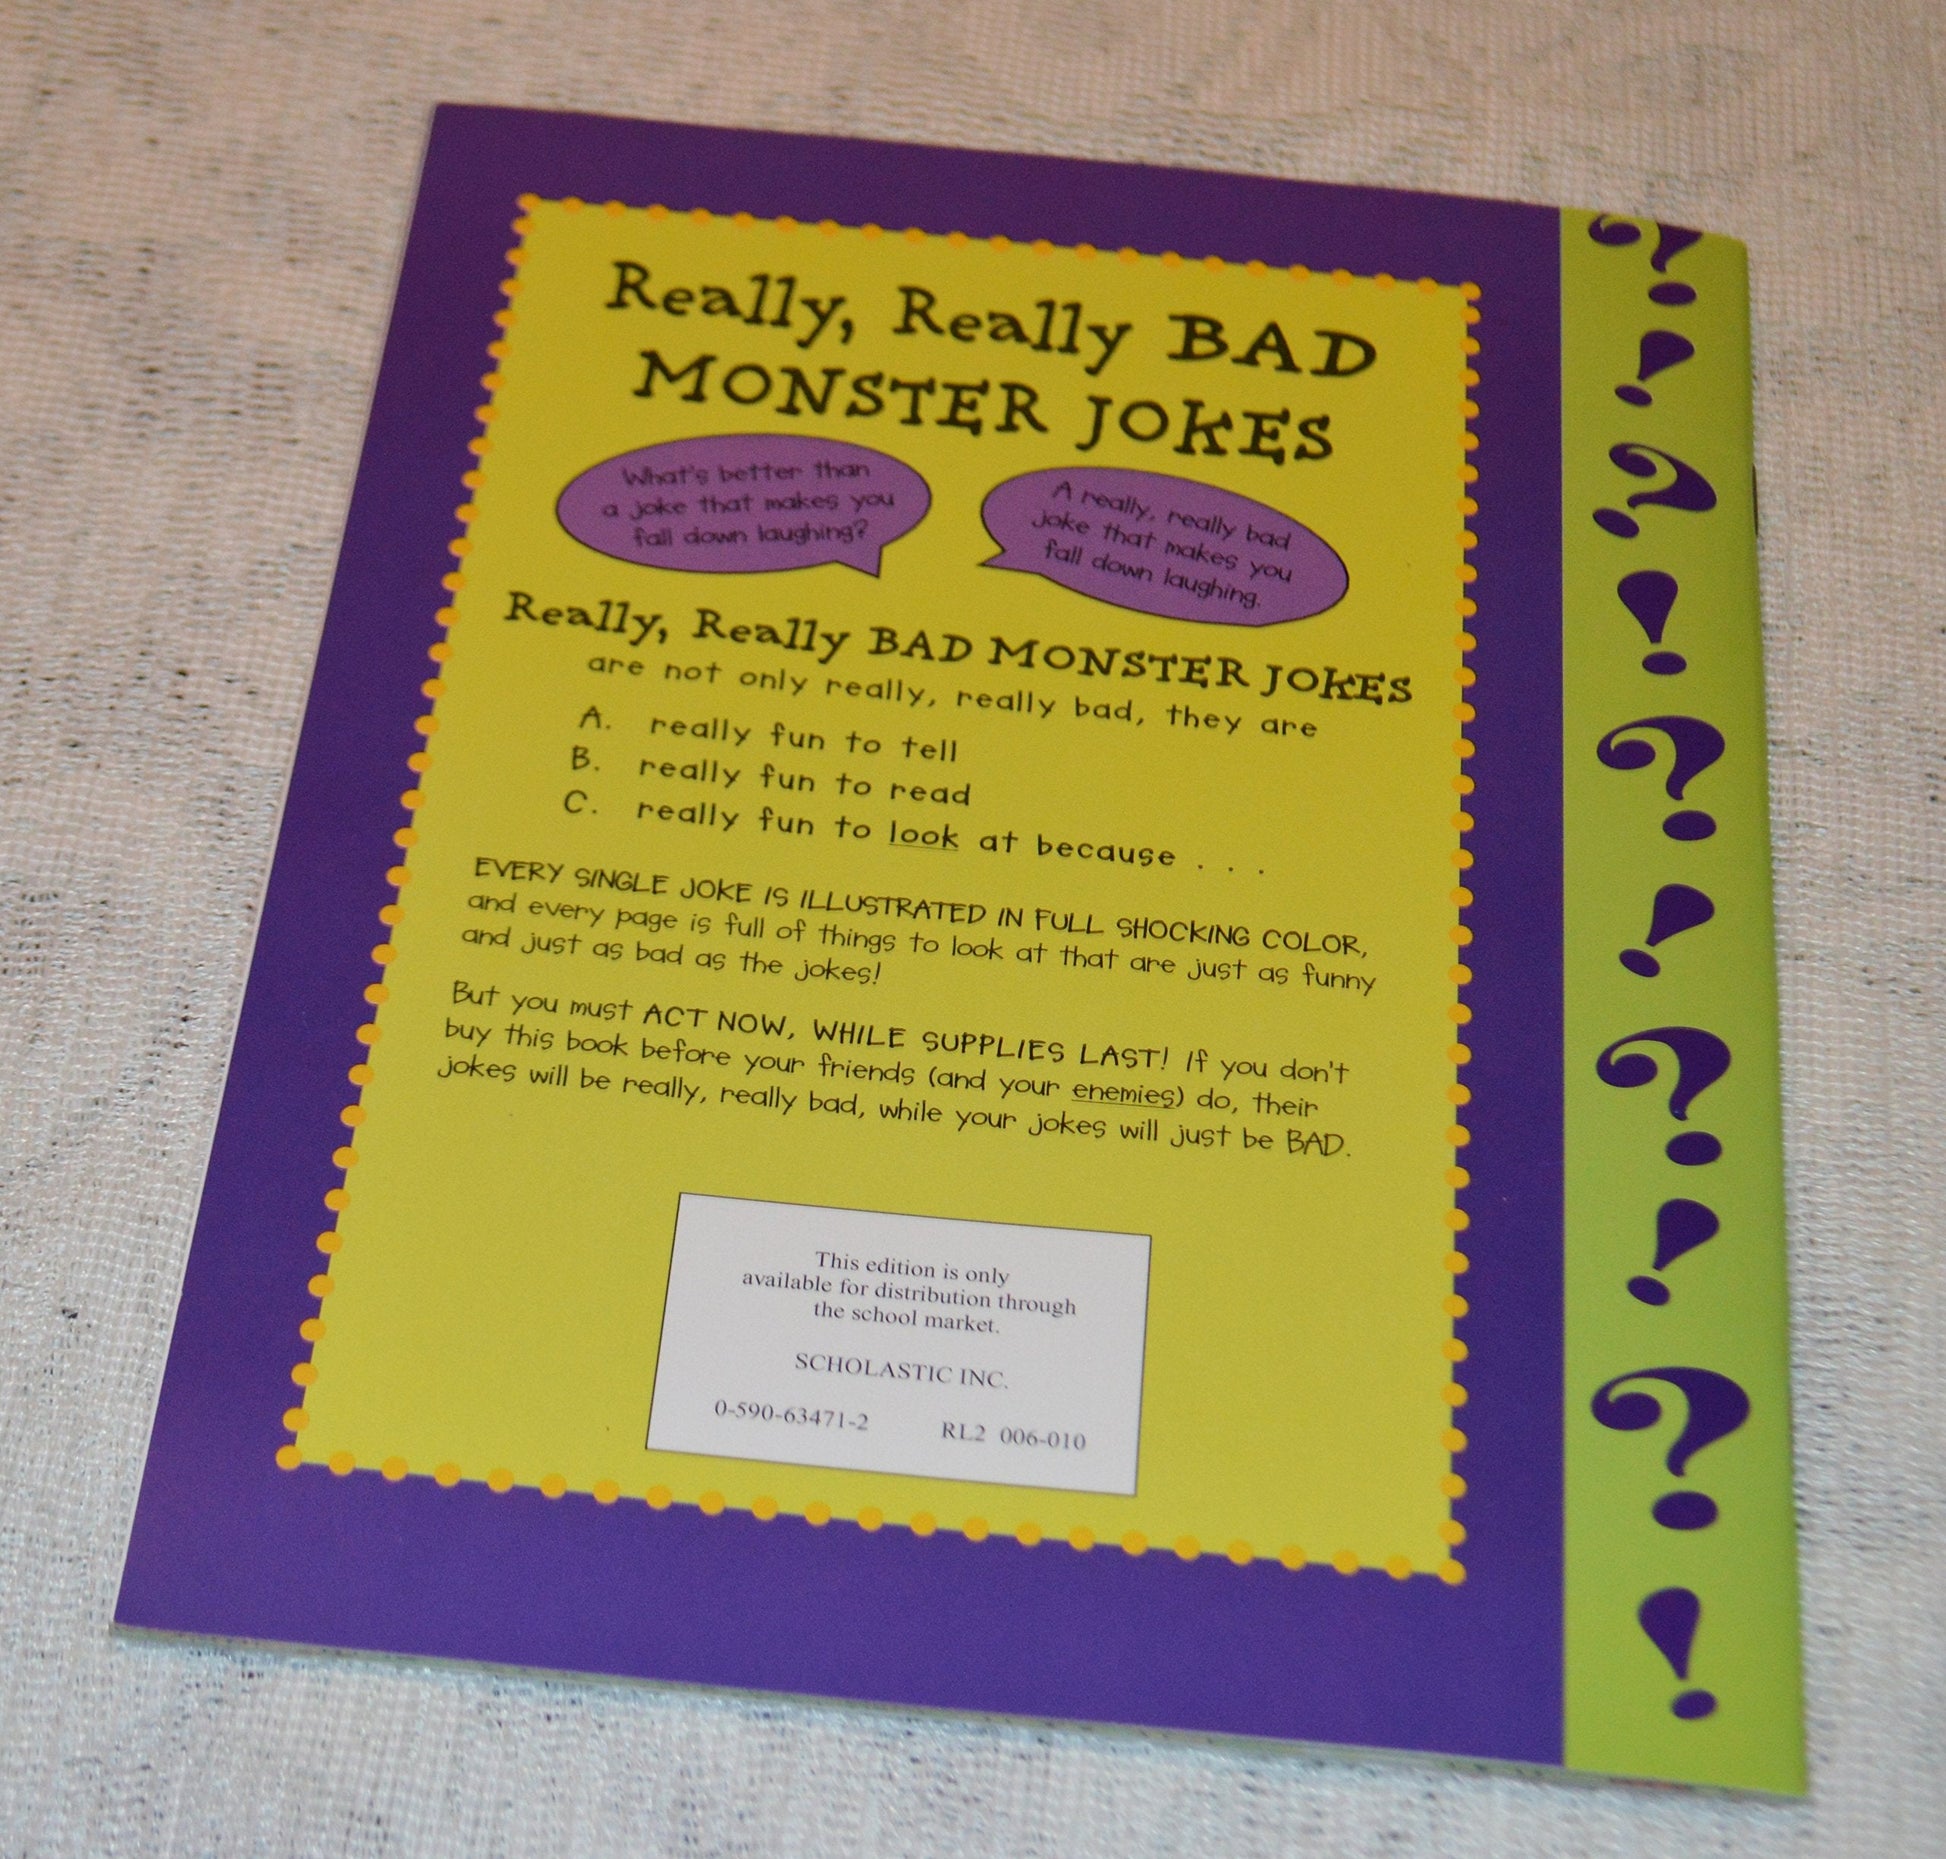 Really, Really BAD
MONSTER JOKES
What's better than
a joke that makes you
fall down laughing?
A really, really bad
joke that makes you
fall down laughing.
Really, Really BAD MONSTER JOKES
are not only really, really bad, they are
A. really fun to tell
B. really fun to read
C. really fun to look at because . . .
EVERY SINGLE JOKE IS ILLUSTRATED IN FULL SHOCKING COLOR,
and every page is full of things to look at that are just as funny
and just as bad as the jokes!
But you must ACT NOW, WHILE SUPPLIES LAST! If you don't
buy this book before your friends (and your enemies) do, their
jokes will be really, really bad, while your jokes will just be BAD.
This edition is only
available for distribution through
the school market.
SCHOLASTIC INC.
0-590-63471-2 RL2 006-010
?
!
?
!
?
!
?
!
?
!